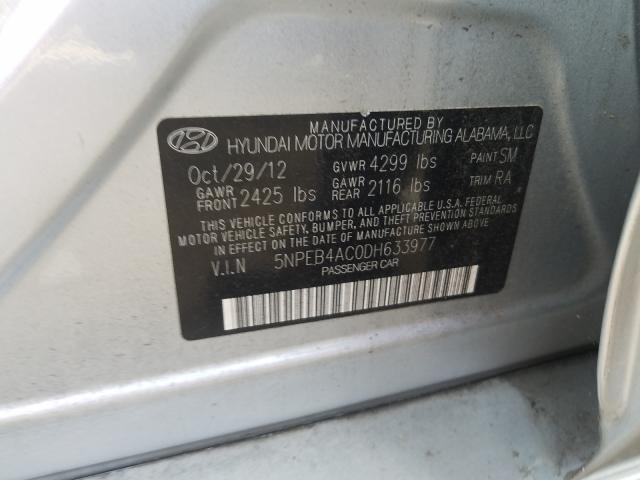 MANUFACTURED BY
HYUNDAI MOTOR MANUFACTURING ALABAMA, LLC
Oct/29/12 GVWR 4299 lbs PAINT SM
GAWR FRONT 2425 lbs GAWR REAR 2116 lbs TRIM RA
THIS VEHICLE CONFORMS TO ALL APPLICABLE U.S.A. FEDERAL
MOTOR VEHICLE SAFETY, BUMPER, AND THEFT PREVENTION STANDARDS
IN EFFECT ON THE DATE OF MANUFACTURE SHOWN ABOVE
V.I.N 5NPEB4AC0DH633977
PASSENGER CAR